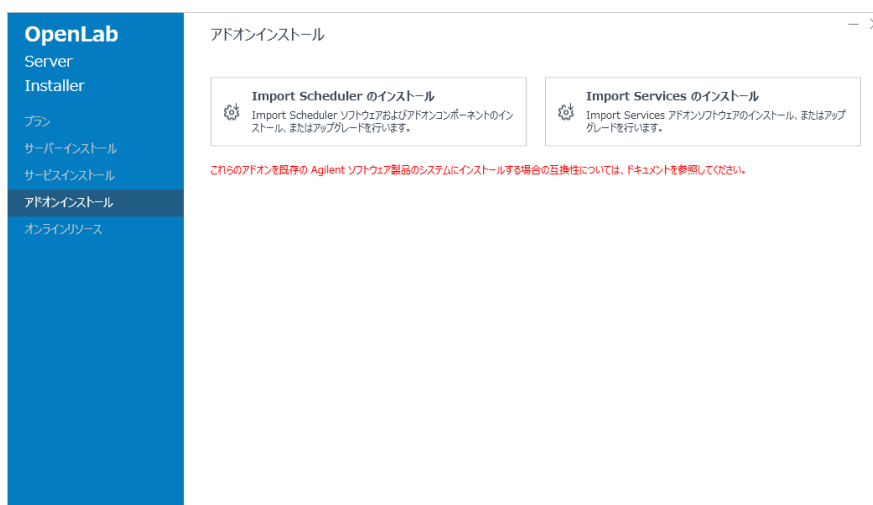 OpenLab
Server
Installer
プラン
サーバーインストール
サービスインストール
アドオンインストール
オンラインリソース
アドオンインストール
Import Scheduler のインストール
Import Scheduler ソフトウェアおよびアドオンコンポーネントのイン
ストール、またはアップグレードを行います。
Import Services のインストール
Import Services アドオンソフトウェアのインストール、またはアップ
グレードを行います。
これらのアドオンを既存の Agilent ソフトウェア製品のシステムにインストールする場合の互換性については、ドキュメントを参照してください。